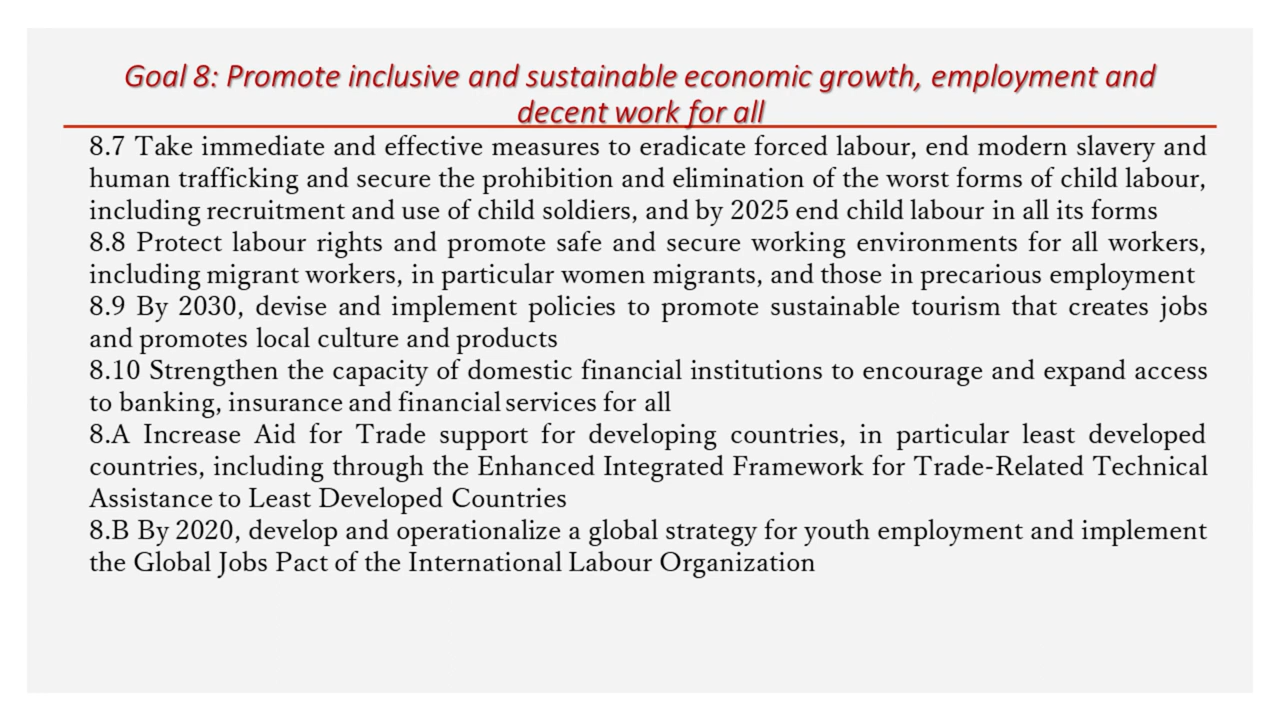 Goal 8: Promote inclusive and sustainable economic growth, employment and
decent work for all
8.7 Take immediate and effective measures to eradicate forced labour, end modern slavery and
human trafficking and secure the prohibition and elimination of the worst forms of child labour,
including recruitment and use of child soldiers, and by 2025 end child labour in all its forms
8.8 Protect labour rights and promote safe and secure working environments for all workers,
including migrant workers, in particular women migrants, and those in precarious employment
8.9 By 2030, devise and implement policies to promote sustainable tourism that creates jobs
and promotes local culture and products
8.10 Strengthen the capacity of domestic financial institutions to encourage and expand access
to banking, insurance and financial services for all
8.A Increase Aid for Trade support for developing countries, in particular least developed
countries, including through the Enhanced Integrated Framework for Trade-Related Technical
Assistance to Least Developed Countries
8.B By 2020, develop and operationalize a global strategy for youth employment and implement
the Global Jobs Pact of the International Labour Organization